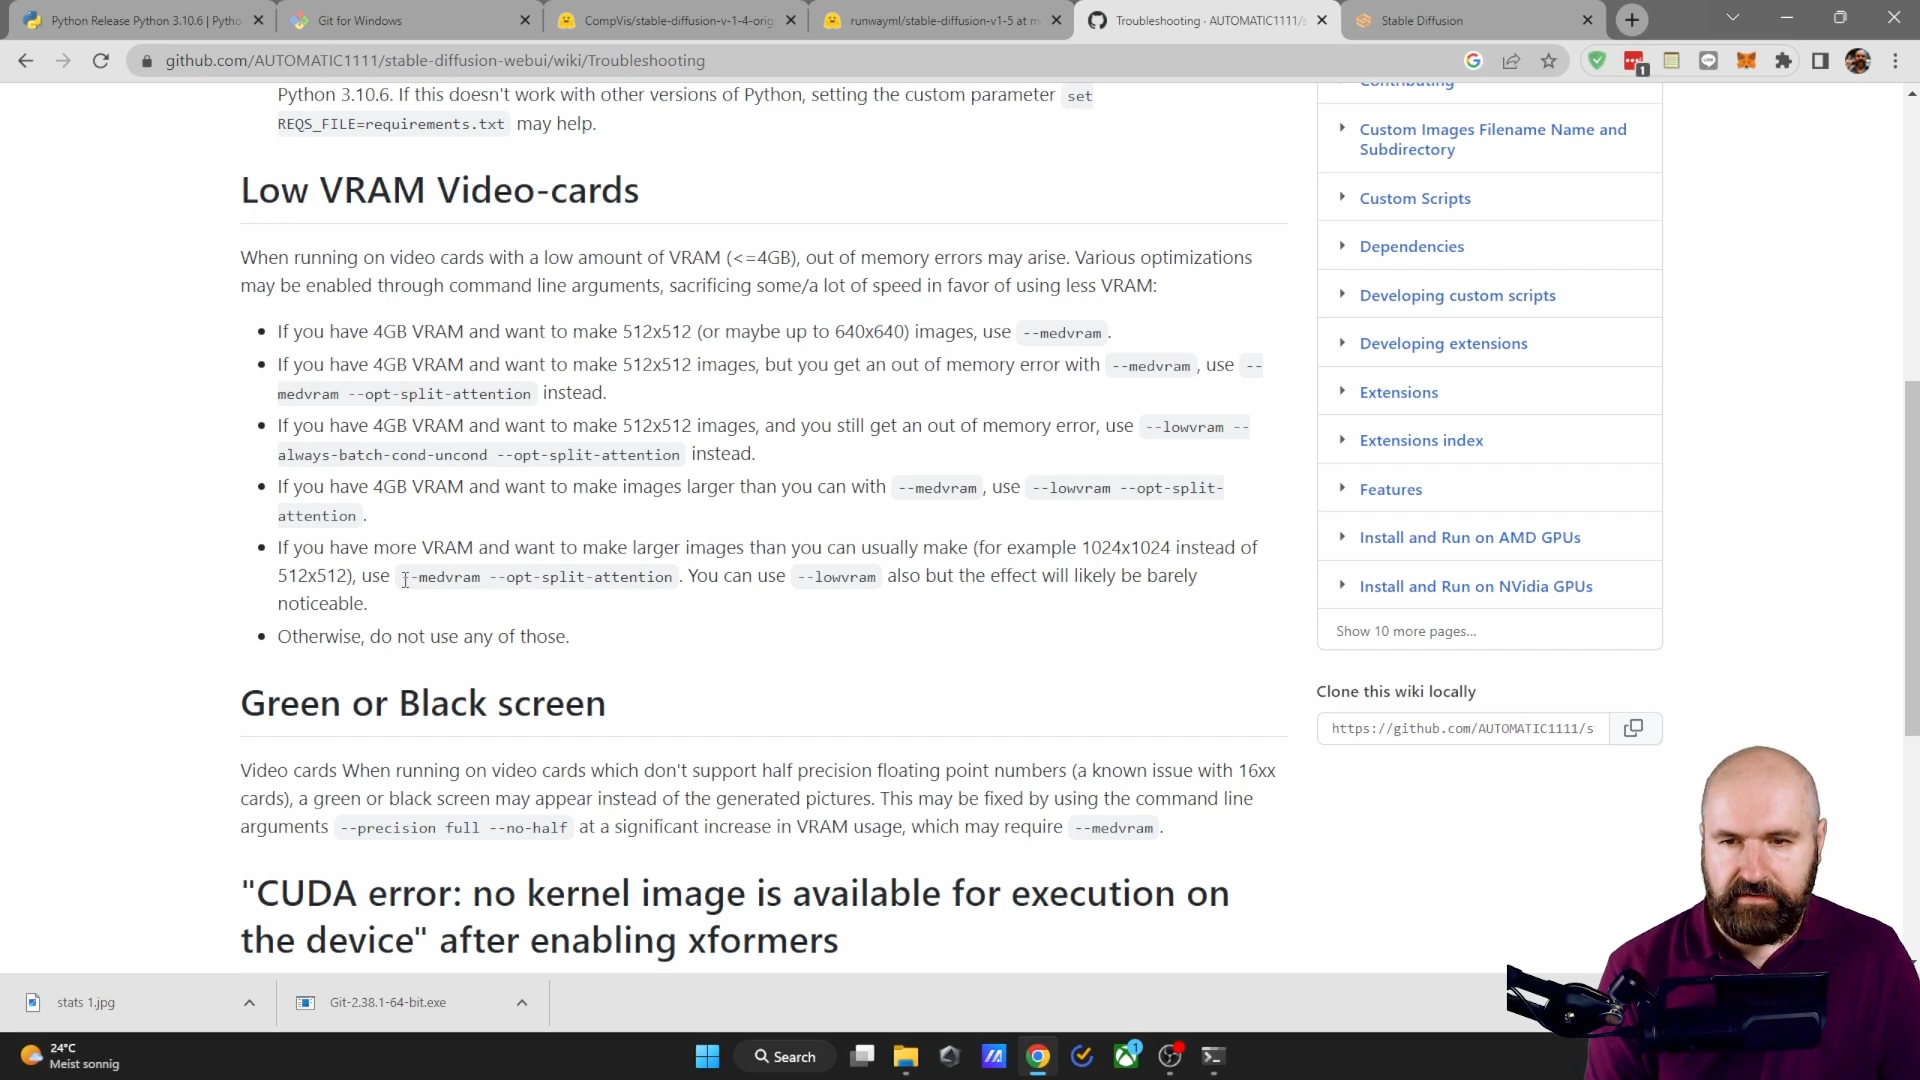 Python Release Python 3.10.6 | Pytho
Git for Windows
CompVis/stable-diffusion-v-1-4-orig
runwayml/stable-diffusion-v1-5 at m
Troubleshooting · AUTOMATIC1111/s
Stable Diffusion
github.com/AUTOMATIC1111/stable-diffusion-webui/wiki/Troubleshooting
1
Python 3.10.6. If this doesn't work with other versions of Python, setting the custom parameter set
REQS_FILE=requirements.txt may help.
Low VRAM Video-cards
When running on video cards with a low amount of VRAM (<=4GB), out of memory errors may arise. Various optimizations
may be enabled through command line arguments, sacrificing some/a lot of speed in favor of using less VRAM:
If you have 4GB VRAM and want to make 512x512 (or maybe up to 640x640) images, use --medvram.
If you have 4GB VRAM and want to make 512x512 images, but you get an out of memory error with --medvram, use --
medvram --opt-split-attention instead.
If you have 4GB VRAM and want to make 512x512 images, and you still get an out of memory error, use --lowvram --
always-batch-cond-uncond --opt-split-attention instead.
If you have 4GB VRAM and want to make images larger than you can with --medvram, use --lowvram --opt-split-
attention.
If you have more VRAM and want to make larger images than you can usually make (for example 1024x1024 instead of
512x512), use --medvram --opt-split-attention. You can use --lowvram also but the effect will likely be barely
noticeable.
Otherwise, do not use any of those.
Green or Black screen
Video cards When running on video cards which don't support half precision floating point numbers (a known issue with 16xx
cards), a green or black screen may appear instead of the generated pictures. This may be fixed by using the command line
arguments --precision full --no-half at a significant increase in VRAM usage, which may require --medvram.
"CUDA error: no kernel image is available for execution on
the device" after enabling xformers
Contributing
Custom Images Filename Name and
Subdirectory
Custom Scripts
Dependencies
Developing custom scripts
Developing extensions
Extensions
Extensions index
Features
Install and Run on AMD GPUs
Install and Run on NVidia GPUs
Show 10 more pages...
Clone this wiki locally
https://github.com/AUTOMATIC1111/s
stats 1.jpg
Git-2.38.1-64-bit.exe
24°C
Meist sonnig
Search
1